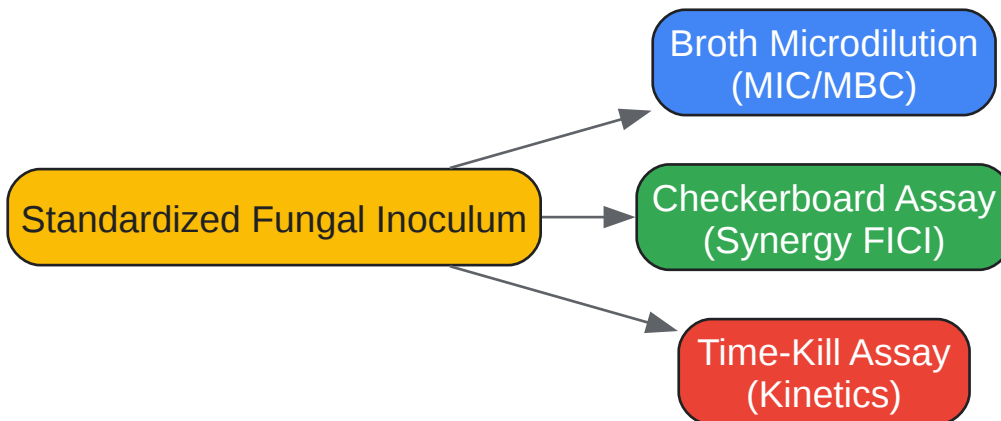 Broth Microdilution
(MIC/MBC)
Standardized Fungal Inoculum
Checkerboard Assay
(Synergy FICI)
Time-Kill Assay
(Kinetics)